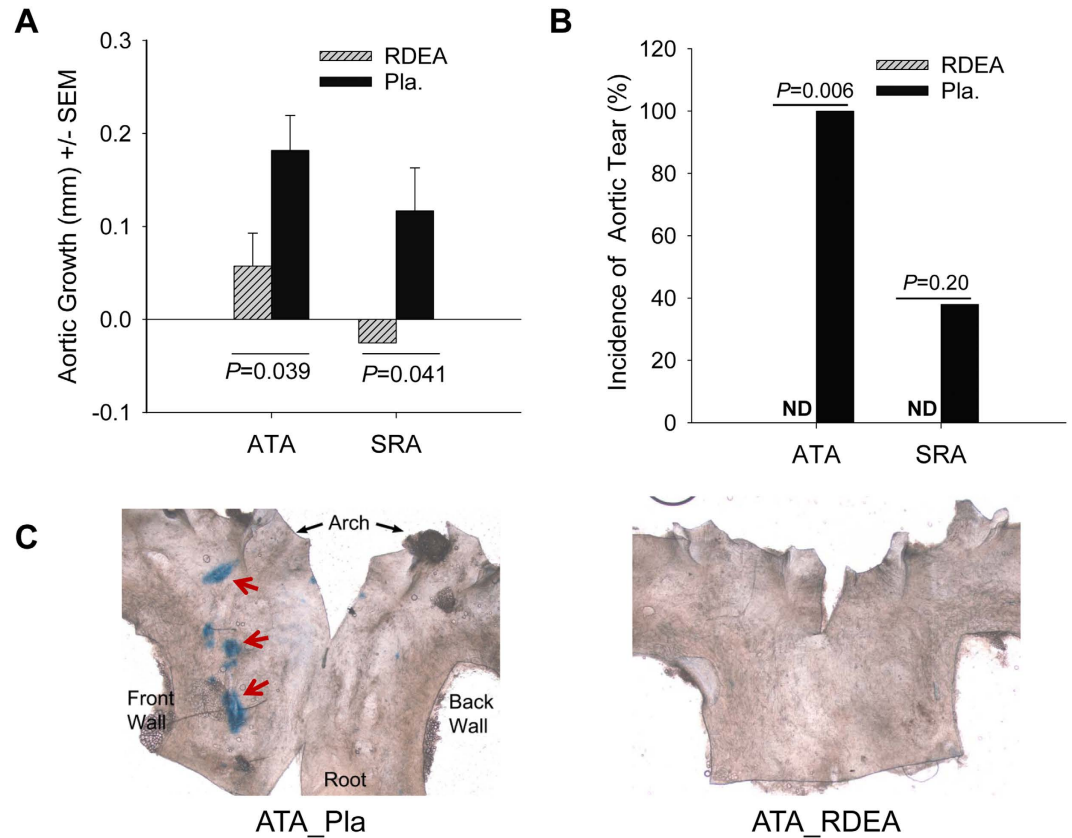 A
Aortic Growth (mm) +/- SEM
0.3
0.2
0.1
0.0
-0.1
RDEA
Pla.
P=0.039
P=0.041
ATA
SRA
B
Incidence of Aortic Tear (%)
120
100
80
60
40
20
0
RDEA
Pla.
P=0.006
P=0.20
ND
ND
ATA
SRA
C
Arch
Front
Wall
Back
Wall
Root
ATA_Pla
ATA_RDEA